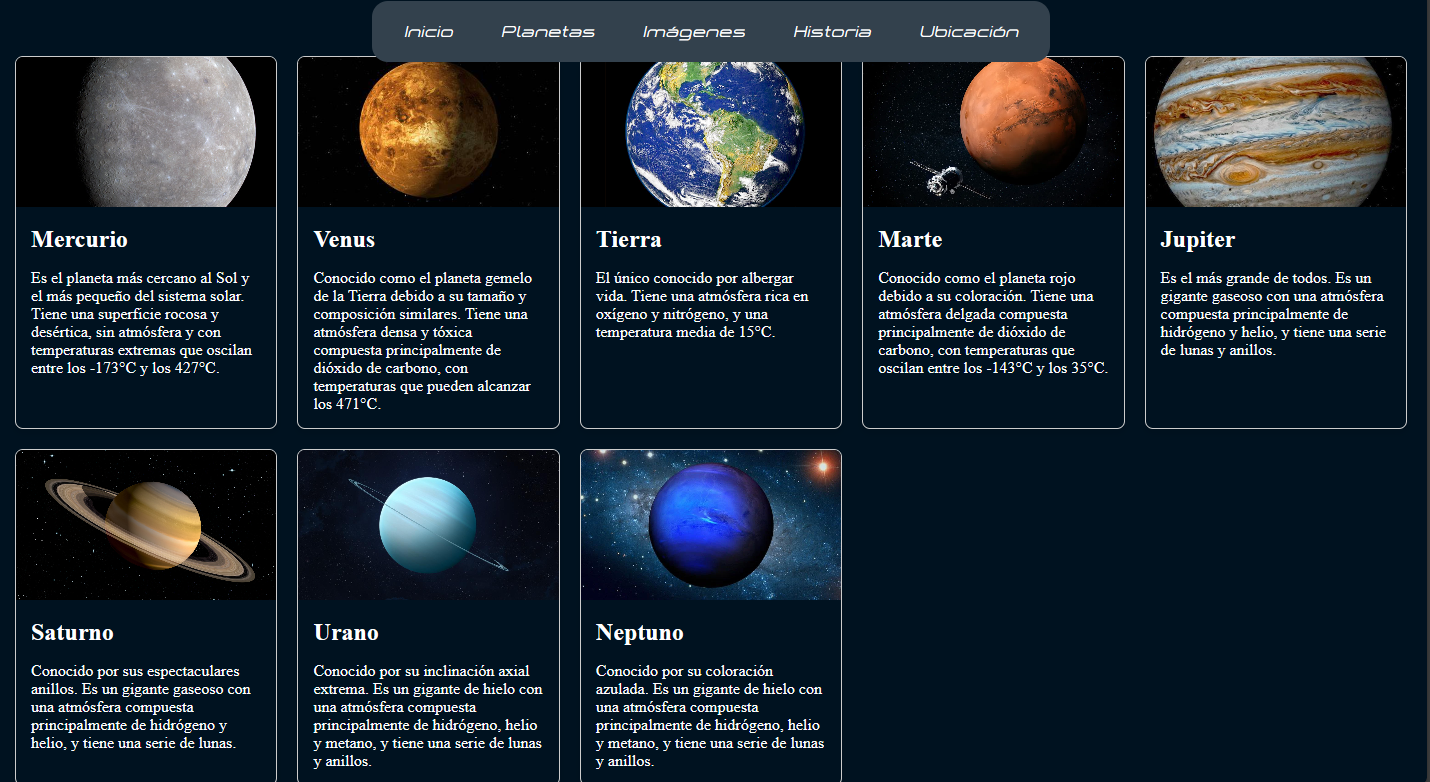 Inicio Planetas Imágenes Historia Ubicación
Mercurio
Es el planeta más cercano al Sol y
el más pequeño del sistema solar.
Tiene una superficie rocosa y
desértica, sin atmósfera y con
temperaturas extremas que oscilan
entre los -173°C y los 427°C.
Venus
Conocido como el planeta gemelo
de la Tierra debido a su tamaño y
composición similares. Tiene una
atmósfera densa y tóxica
compuesta principalmente de
dióxido de carbono, con
temperaturas que pueden alcanzar
los 471°C.
Tierra
El único conocido por albergar
vida. Tiene una atmósfera rica en
oxígeno y nitrógeno, y una
temperatura media de 15°C.
Marte
Conocido como el planeta rojo
debido a su coloración. Tiene una
atmósfera delgada compuesta
principalmente de dióxido de
carbono, con temperaturas que
oscilan entre los -143°C y los 35°C.
Jupiter
Es el más grande de todos. Es un
gigante gaseoso con una atmósfera
compuesta principalmente de
hidrógeno y helio, y tiene una serie
de lunas y anillos.
Saturno
Conocido por sus espectaculares
anillos. Es un gigante gaseoso con
una atmósfera compuesta
principalmente de hidrógeno y
helio, y tiene una serie de lunas.
Urano
Conocido por su inclinación axial
extrema. Es un gigante de hielo con
una atmósfera compuesta
principalmente de hidrógeno, helio
y metano, y tiene una serie de lunas
y anillos.
Neptuno
Conocido por su coloración
azulada. Es un gigante de hielo con
una atmósfera compuesta
principalmente de hidrógeno, helio
y metano, y tiene una serie de lunas
y anillos.